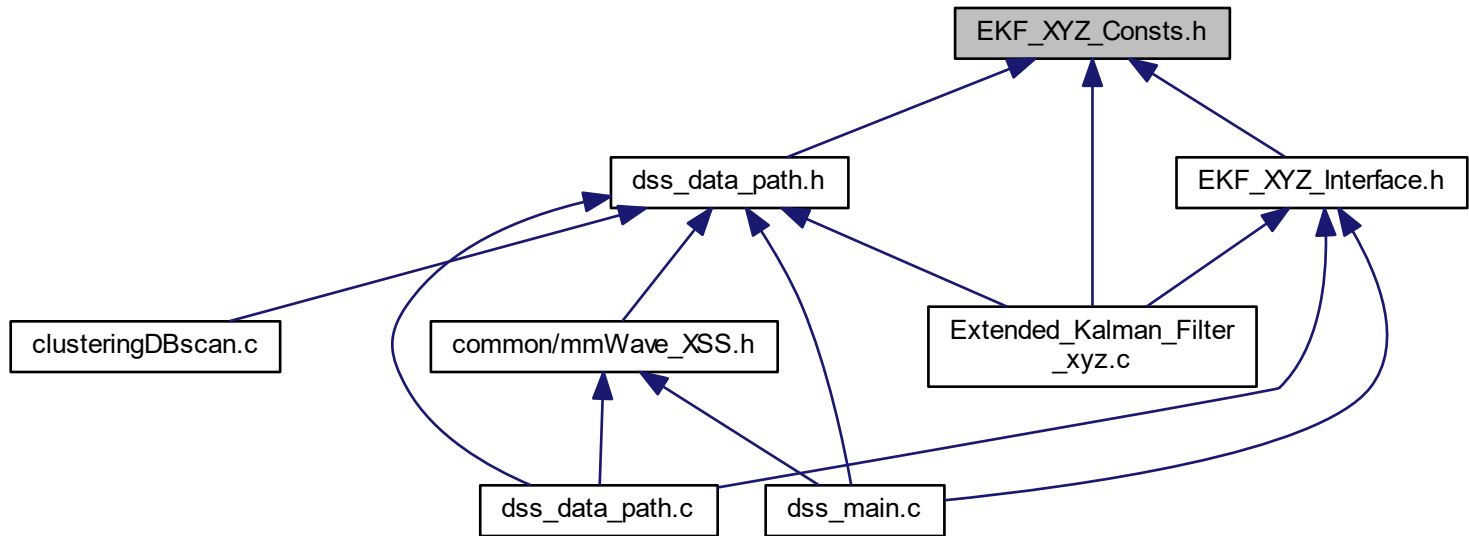 EKF_XYZ_Consts.h
dss_data_path.h
EKF_XYZ_Interface.h
clusteringDBscan.c
common/mmWave_XSS.h
Extended_Kalman_Filter
_xyz.c
dss_data_path.c
dss_main.c